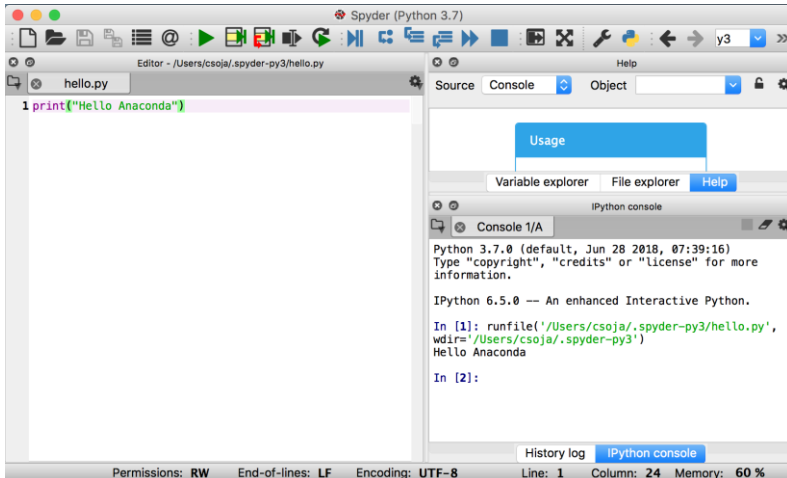 Spyder (Python 3.7)
y3
Editor - /Users/csoja/.spyder-py3/hello.py
hello.py
1 print("Hello Anaconda")
Help
Source Console Object
Usage
Variable explorer File explorer Help
IPython console
Console 1/A
Python 3.7.0 (default, Jun 28 2018, 07:39:16)
Type "copyright", "credits" or "license" for more
information.
IPython 6.5.0 -- An enhanced Interactive Python.
In [1]: runfile('/Users/csoja/.spyder-py3/hello.py',
wdir='/Users/csoja/.spyder-py3')
Hello Anaconda
In [2]:
History log IPython console
Permissions: RW End-of-lines: LF Encoding: UTF-8 Line: 1 Column: 24 Memory: 60 %